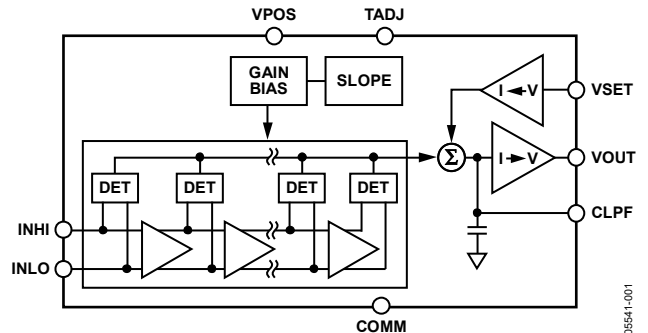 VPOS TADJ
GAIN
BIAS
SLOPE
I V
VSET
Σ
I V
VOUT
DET DET DET DET
CLPF
INHI
INLO
COMM
05541-001